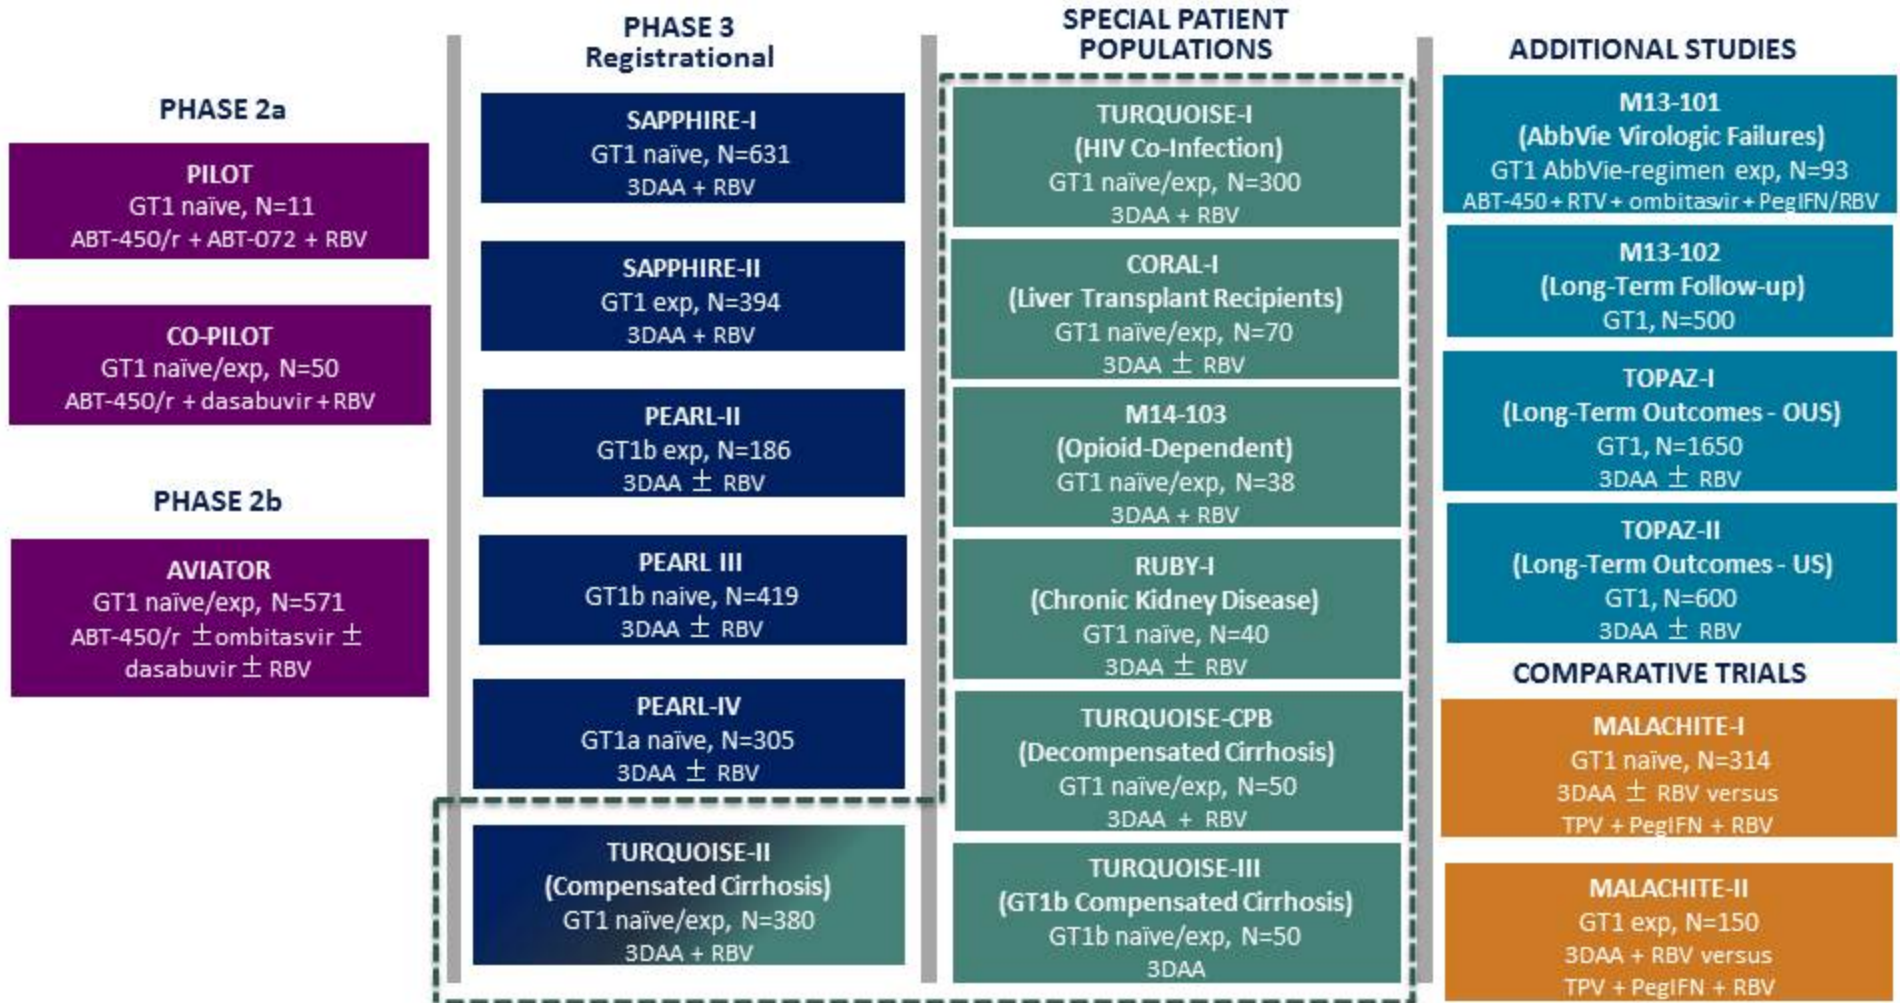 PHASE 2a
PILOT
GT1 naïve, N=11
ABT-450/r + ABT-072 + RBV
CO-PILOT
GT1 naïve/exp, N=50
ABT-450/r + dasabuvir + RBV
PHASE 2b
AVIATOR
GT1 naïve/exp, N=571
ABT-450/r ± ombitasvir ±
dasabuvir ± RBV
PHASE 3
Registrational
SAPPHIRE-I
GT1 naïve, N=631
3DAA + RBV
SAPPHIRE-II
GT1 exp, N=394
3DAA + RBV
PEARL-II
GT1b exp, N=186
3DAA ± RBV
PEARL III
GT1b naive, N=419
3DAA ± RBV
PEARL-IV
GT1a naïve, N=305
3DAA ± RBV
TURQUOISE-II
(Compensated Cirrhosis)
GT1 naïve/exp, N=380
3DAA + RBV
SPECIAL PATIENT
POPULATIONS
TURQUOISE-I
(HIV Co-Infection)
GT1 naïve/exp, N=300
3DAA + RBV
CORAL-I
(Liver Transplant Recipients)
GT1 naïve/exp, N=70
3DAA ± RBV
M14-103
(Opioid-Dependent)
GT1 naïve/exp, N=38
3DAA + RBV
RUBY-I
(Chronic Kidney Disease)
GT1 naïve, N=40
3DAA ± RBV
TURQUOISE-CPB
(Decompensated Cirrhosis)
GT1 naïve/exp, N=50
3DAA + RBV
TURQUOISE-III
(GT1b Compensated Cirrhosis)
GT1b naïve/exp, N=50
3DAA
ADDITIONAL STUDIES
M13-101
(AbbVie Virologic Failures)
GT1 AbbVie-regimen exp, N=93
ABT-450 + RTV + ombitasvir + PegIFN/RBV
M13-102
(Long-Term Follow-up)
GT1, N=500
TOPAZ-I
(Long-Term Outcomes - OUS)
GT1, N=1650
3DAA ± RBV
TOPAZ-II
(Long-Term Outcomes - US)
GT1, N=600
3DAA ± RBV
COMPARATIVE TRIALS
MALACHITE-I
GT1 naïve, N=314
3DAA ± RBV versus
TPV + PegIFN + RBV
MALACHITE-II
GT1 exp, N=150
3DAA + RBV versus
TPV + PegIFN + RBV